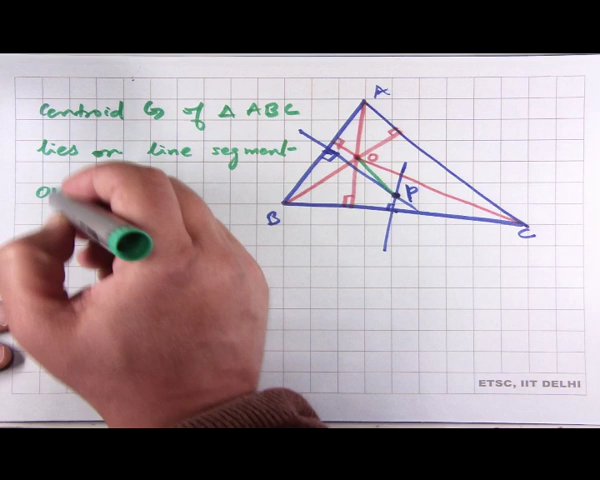 Centroid G of Δ ABC
lies on line segment
O
A
O
P
B
C
ETSC, IIT DELHI